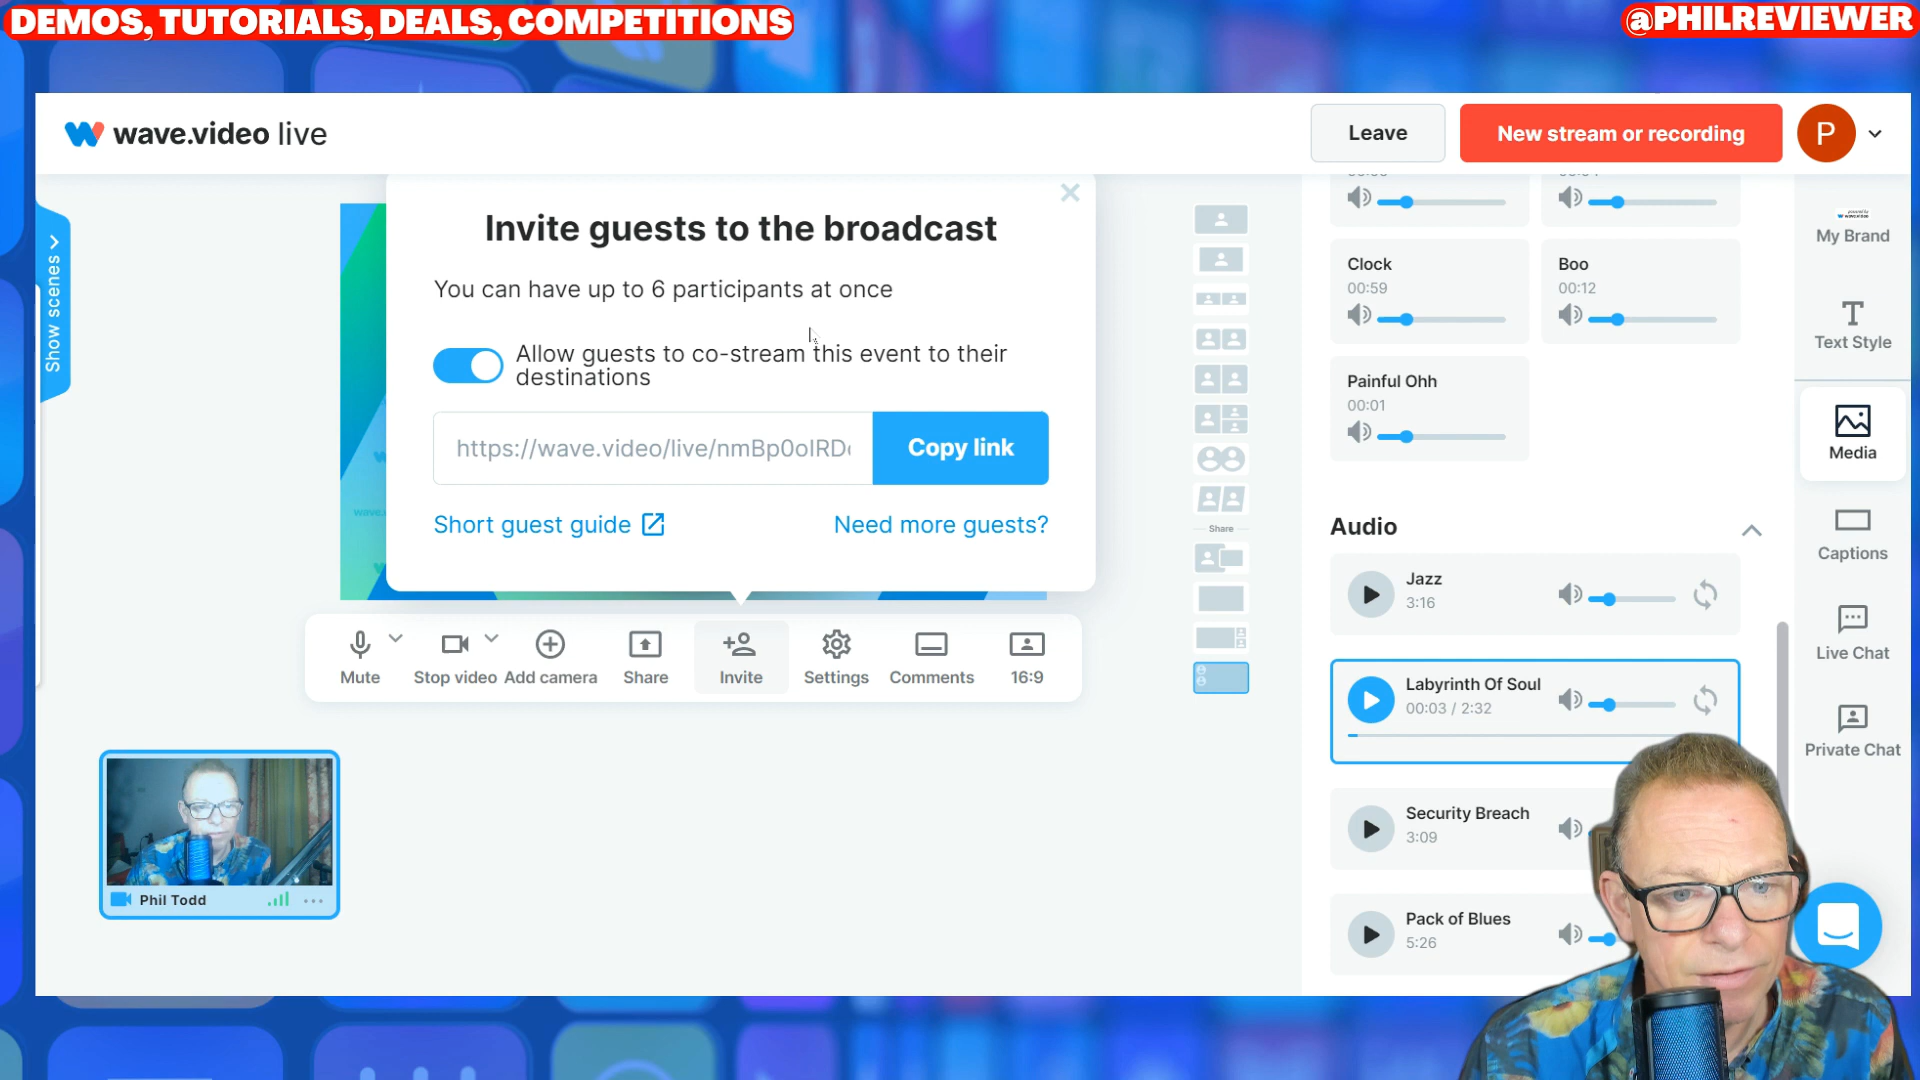 DEMOS, TUTORIALS, DEALS, COMPETITIONS
@PHILREVIEWER
wave.video live
Leave
New stream or recording
P
Show scenes
Invite guests to the broadcast
You can have up to 6 participants at once
Allow guests to co-stream this event to their
destinations
https://wave.video/live/nmBp0oIRD
Copy link
Short guest guide
Need more guests?
Mute
Stop video
Add camera
Share
Invite
Settings
Comments
16:9
Phil Todd
Share
Clock
00:59
Boo
00:12
Painful Ohh
00:01
Audio
Jazz
3:16
Labyrinth Of Soul
00:03 / 2:32
Security Breach
3:09
Pack of Blues
5:26
My Brand
Text Style
Media
Captions
Live Chat
Private Chat